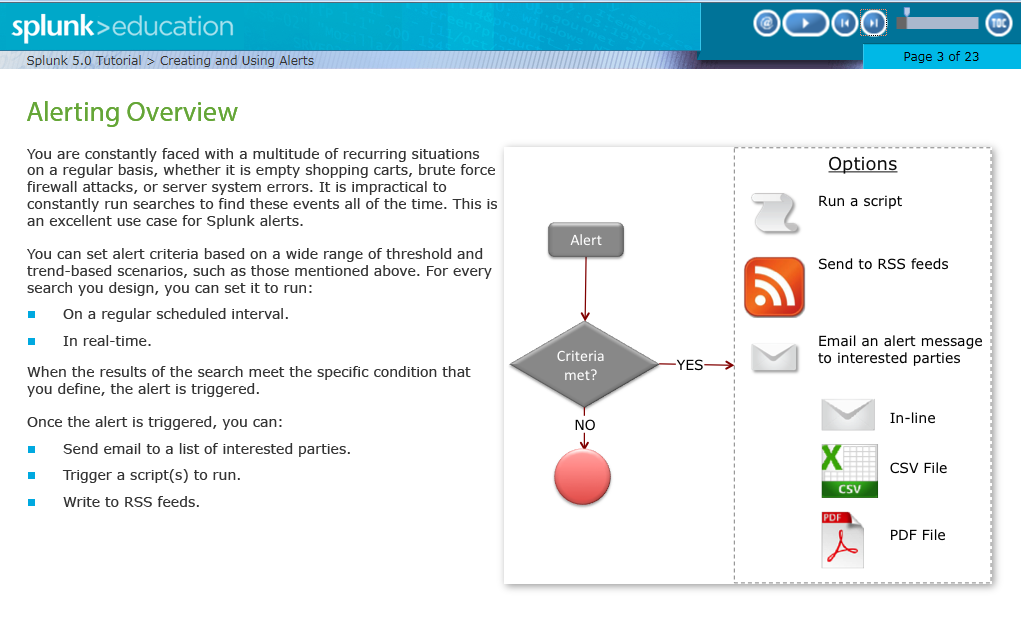 splunk>education
TOC
Splunk 5.0 Tutorial > Creating and Using Alerts
Page 3 of 23
Alerting Overview
You are constantly faced with a multitude of recurring situations
on a regular basis, whether it is empty shopping carts, brute force
firewall attacks, or server system errors. It is impractical to
constantly run searches to find these events all of the time. This is
an excellent use case for Splunk alerts.
You can set alert criteria based on a wide range of threshold and
trend-based scenarios, such as those mentioned above. For every
search you design, you can set it to run:
On a regular scheduled interval.
In real-time.
When the results of the search meet the specific condition that
you define, the alert is triggered.
Once the alert is triggered, you can:
Send email to a list of interested parties.
Trigger a script(s) to run.
Write to RSS feeds.
Alert
Criteria
met?
YES
NO
Options
Run a script
Send to RSS feeds
Email an alert message
to interested parties
In-line
X
CSV
CSV File
PDF
PDF File